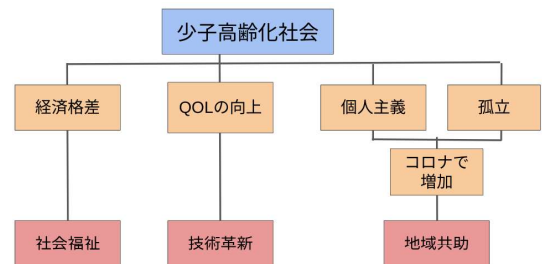 少子高齢化社会
経済格差
QOLの向上
個人主義
孤立
コロナで
増加
社会福祉
技術革新
地域共助